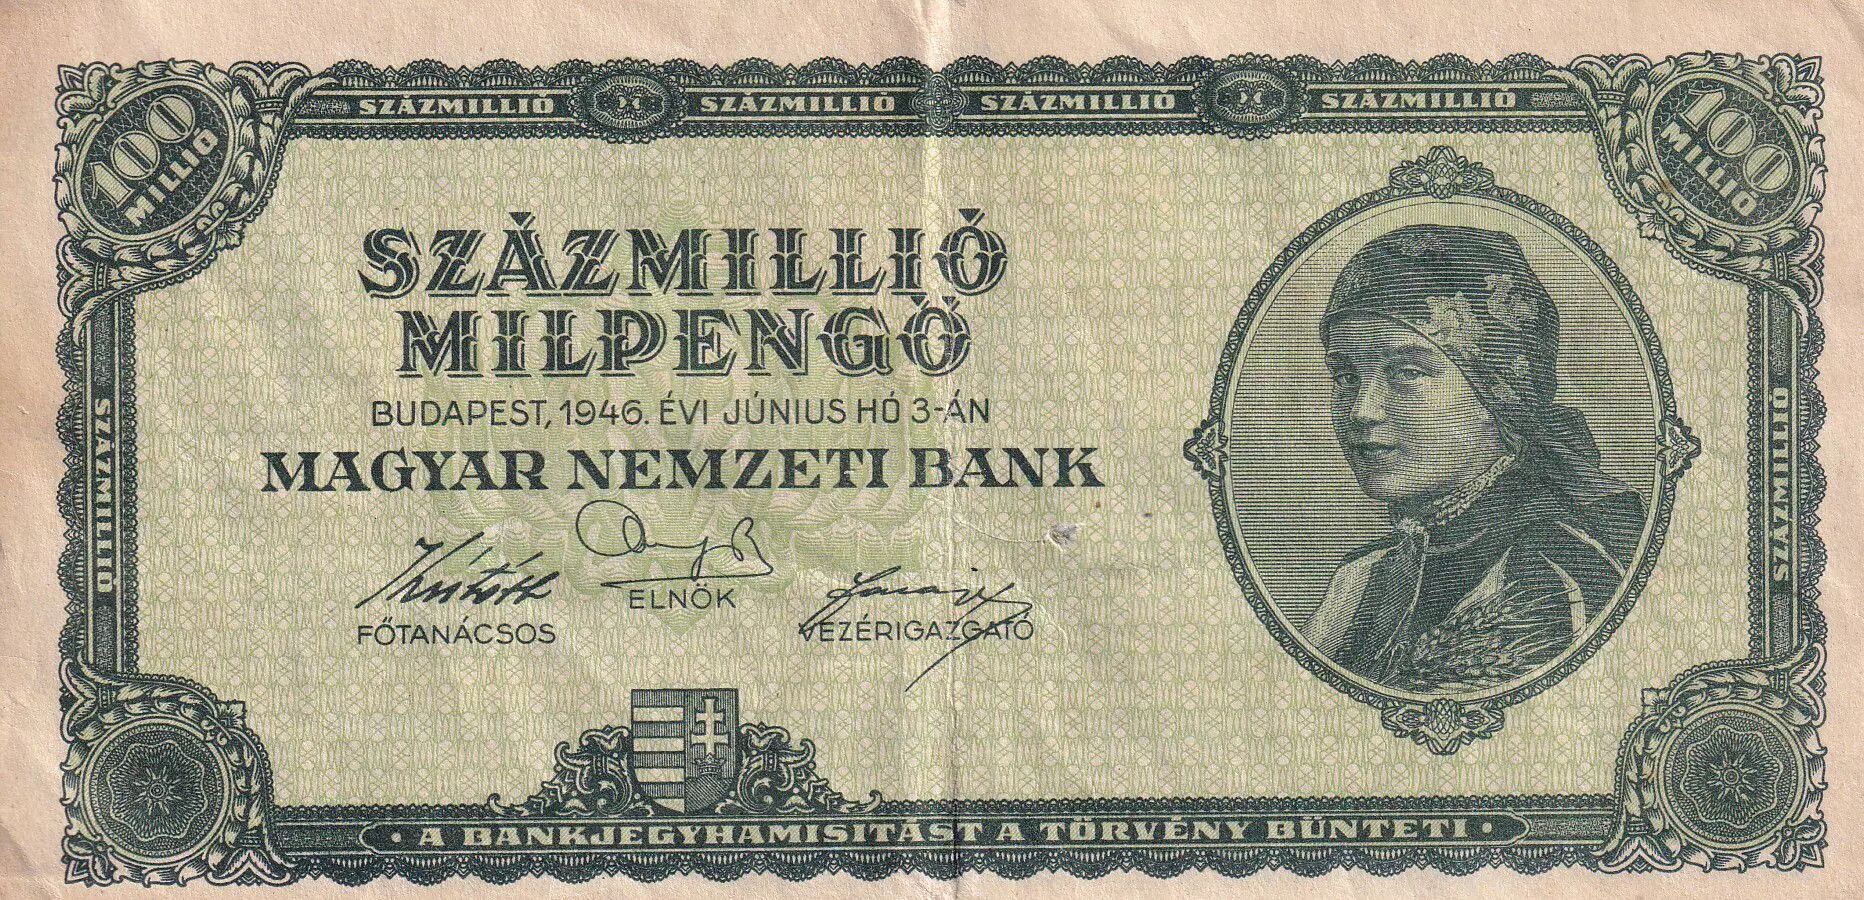 SZÁZMILLIÓ SZÁZMILLIÓ SZÁZMILLIÓ SZÁZMILLIÓ
100 MILLIÓ
100 MILLIÓ
SZÁZMILLIÓ
MILPENGŐ
BUDAPEST, 1946. ÉVI JÚNIUS HÓ 3-ÁN
MAGYAR NEMZETI BANK
ELNÖK
FŐTANÁCSOS
VEZÉRIGAZGATÓ
SZÁZMILLIÓ
SZÁZMILLIÓ
· A BANKJEGYHAMISITÁST A TÖRVÉNY BÜNTETI ·